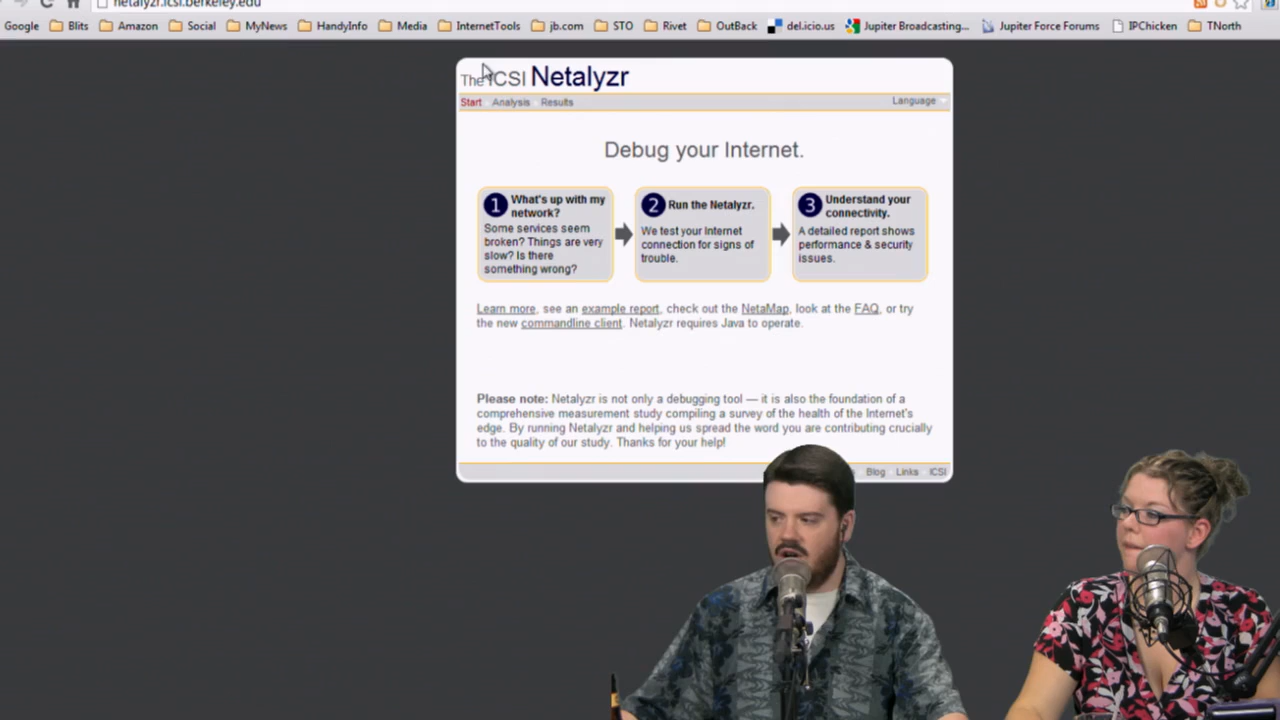 netalyzr.icsi.berkeley.edu
Google Blits Amazon Social MyNews HandyInfo Media InternetTools jb.com STO Rivet OutBack del.icio.us Jupiter Broadcasting... Jupiter Force Forums IPChicken TNorth
The ICSI Netalyzr
Start Analysis Results Language
Debug your Internet.
1 What's up with my
network?
Some services seem
broken? Things are very
slow? Is there
something wrong?
2 Run the Netalyzr.
We test your Internet
connection for signs of
trouble.
3 Understand your
connectivity.
A detailed report shows
performance & security
issues.
Learn more, see an example report, check out the NetaMap, look at the FAQ, or try
the new commandline client. Netalyzr requires Java to operate.
Please note: Netalyzr is not only a debugging tool — it is also the foundation of a
comprehensive measurement study compiling a survey of the health of the Internet's
edge. By running Netalyzr and helping us spread the word you are contributing crucially
to the quality of our study. Thanks for your help!
Blog Links ICSI